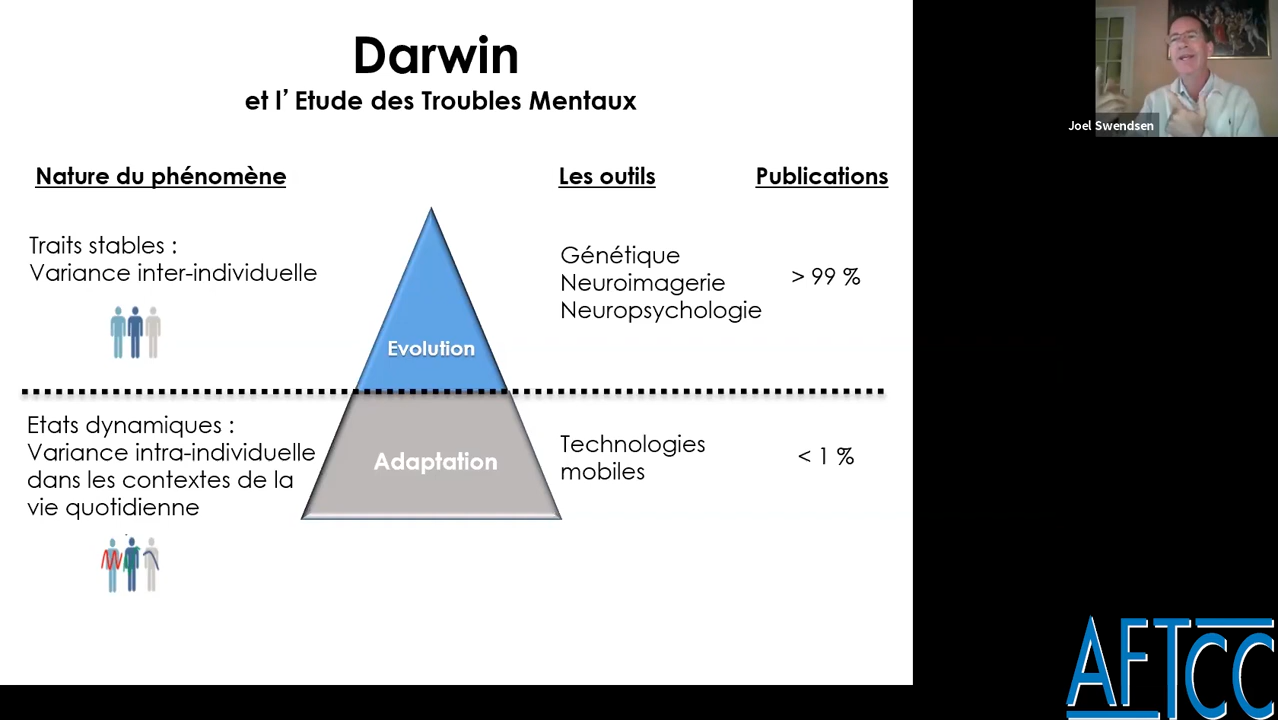 Darwin
et l’ Etude des Troubles Mentaux
Nature du phénomène
Les outils
Publications
Traits stables :
Variance inter-individuelle
Génétique
Neuroimagerie
Neuropsychologie
> 99 %
Evolution
Etats dynamiques :
Variance intra-individuelle
dans les contextes de la
vie quotidienne
Adaptation
Technologies
mobiles
< 1 %
Joel Swendsen
AFTCC